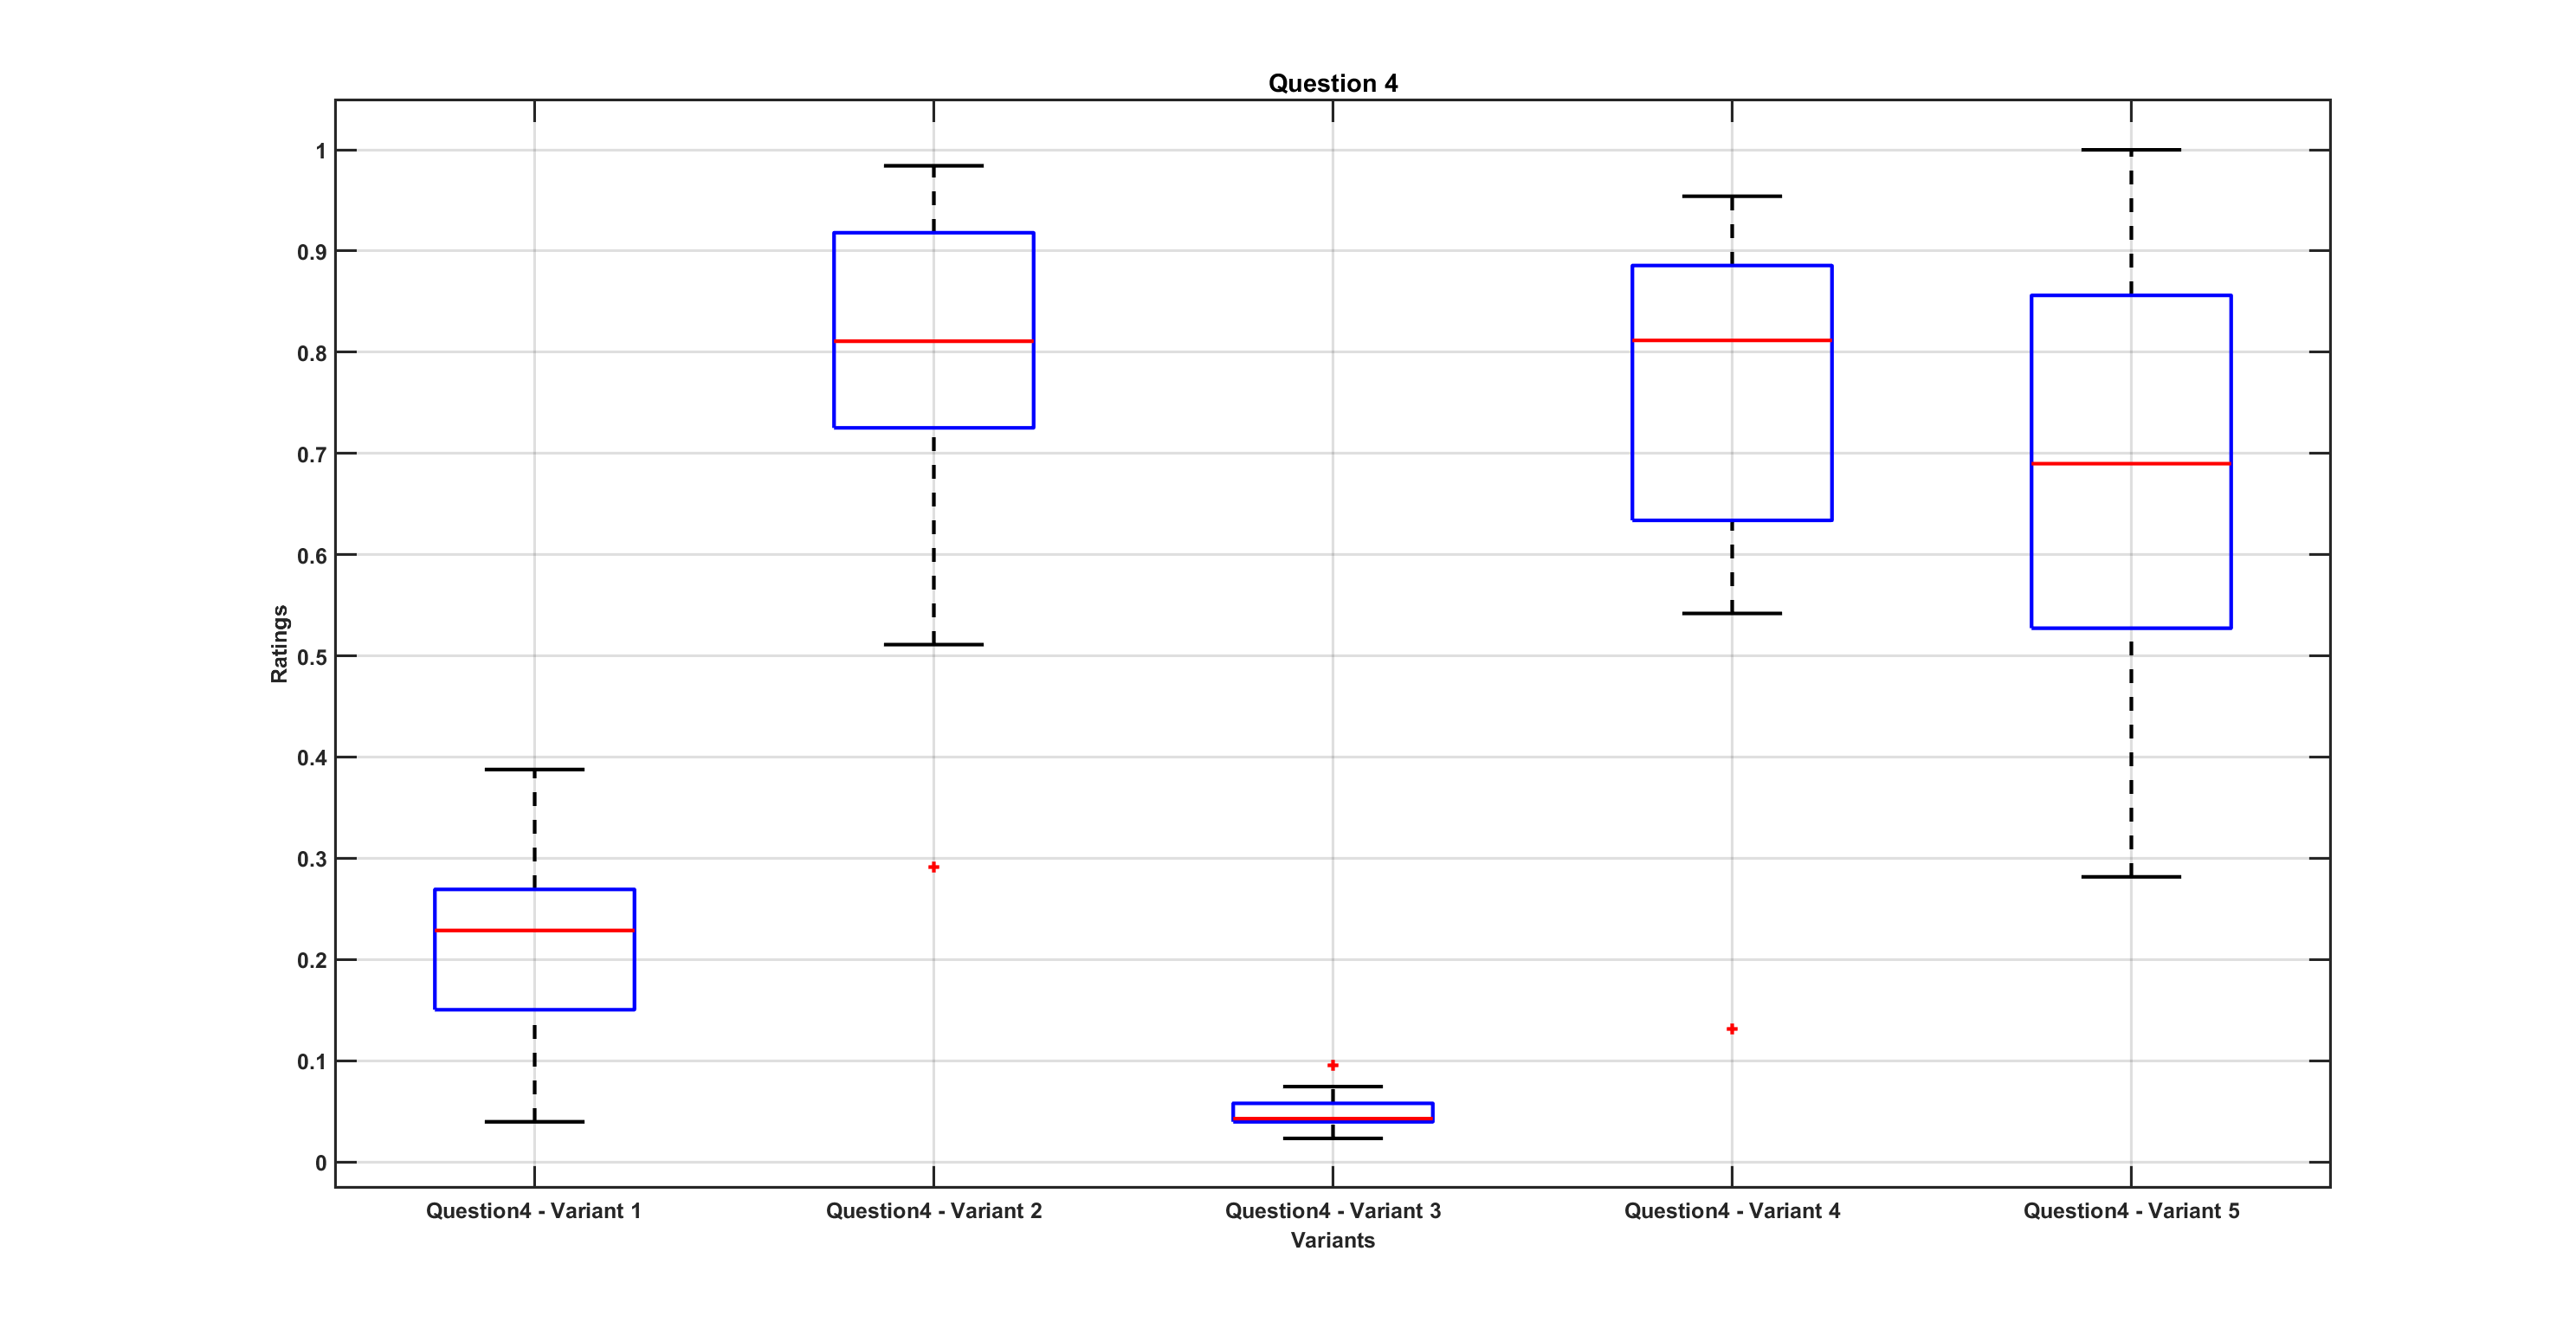 Question 4
1
0.9
0.8
0.7
0.6
0.5
0.4
0.3
0.2
0.1
0
Ratings
Question4 - Variant 1
Question4 - Variant 2
Question4 - Variant 3
Question4 - Variant 4
Question4 - Variant 5
Variants